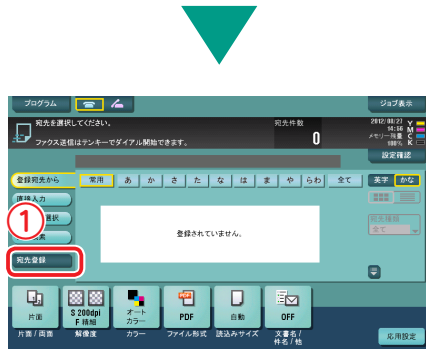 プログラム
ジョブ表示
宛先を選択してください。
ファクス送信はテンキーでダイアル開始できます。
宛先件数
0
2012/08/27
14:56
メモリー残量
100%
Y
M
C
K
設定確認
登録宛先から
常用
あ
か
さ
た
な
は
ま
や
らわ
全て
英字
かな
直接入力
選択
1
宛先登録
登録されていません。
宛先種類
全て
片面
S 200dpi
F 精細
オート
カラー
PDF
PDF
自動
OFF
片面 / 両面
解像度
カラー
ファイル形式
読込みサイズ
文書名 /
件名 / 他
応用設定